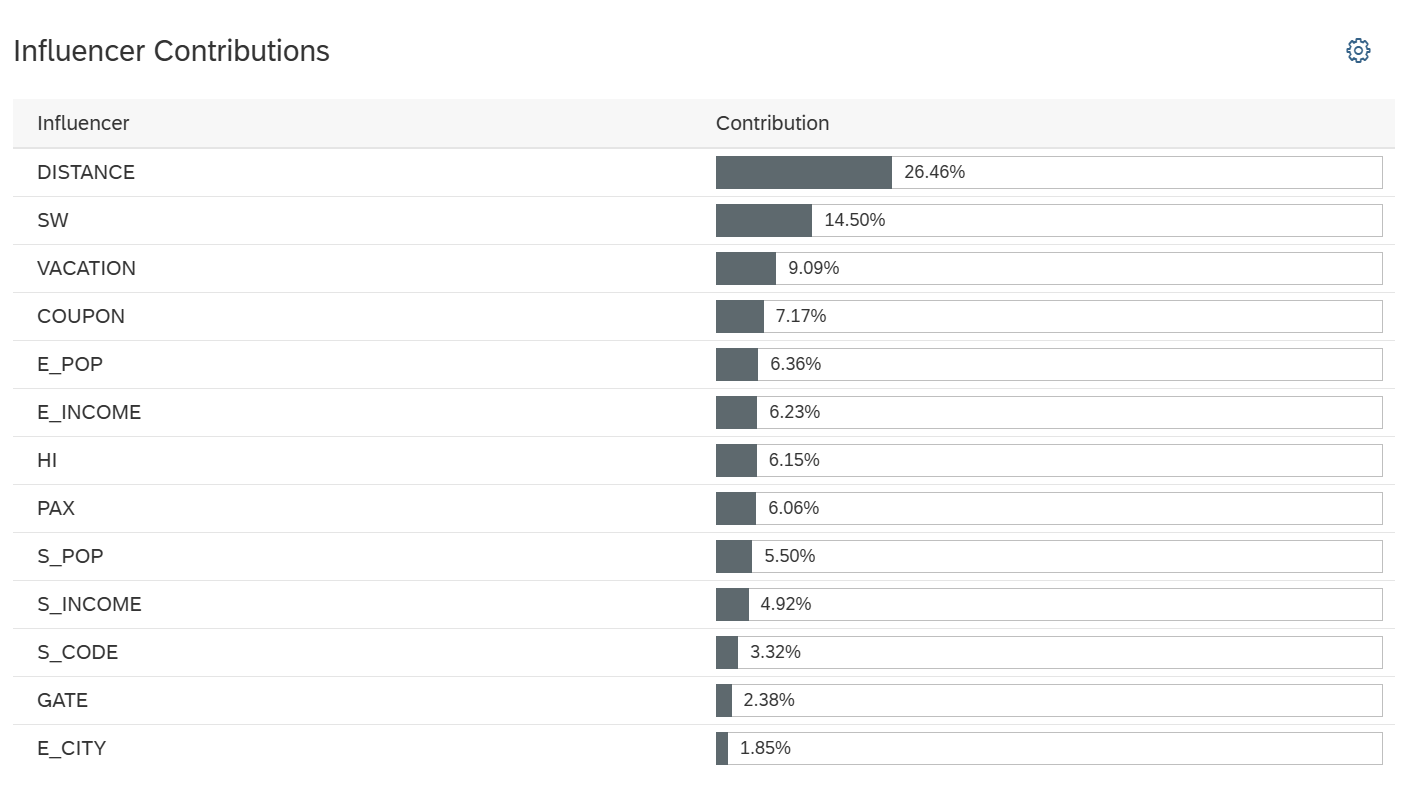 Influencer Contributions
Influencer Contribution
DISTANCE 26.46%
SW 14.50%
VACATION 9.09%
COUPON 7.17%
E_POP 6.36%
E_INCOME 6.23%
HI 6.15%
PAX 6.06%
S_POP 5.50%
S_INCOME 4.92%
S_CODE 3.32%
GATE 2.38%
E_CITY 1.85%